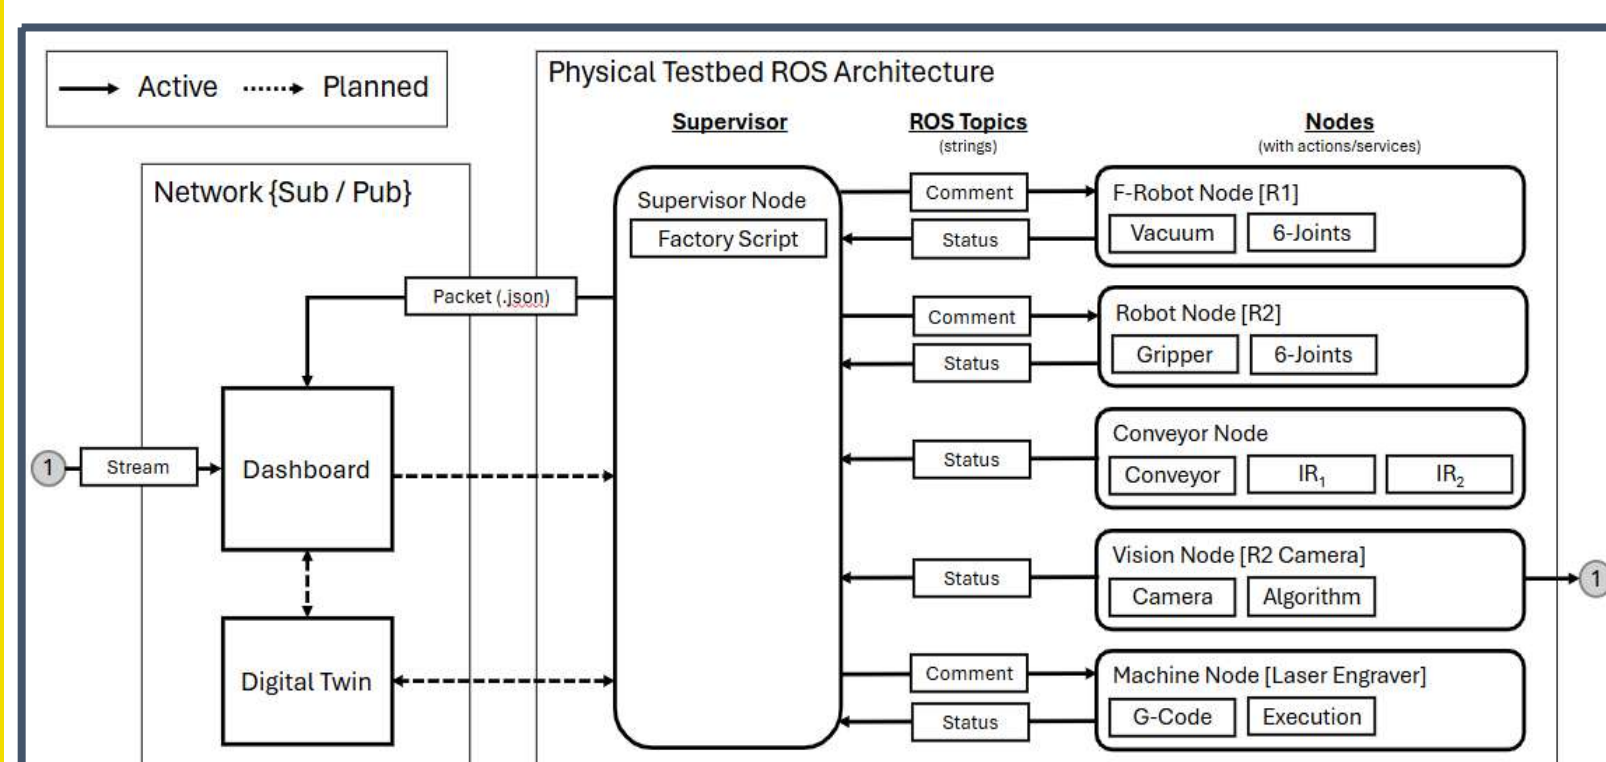 Active
Planned
Physical Testbed ROS Architecture
Supervisor
ROS Topics
(strings)
Nodes
(with actions/services)
Network {Sub / Pub}
Supervisor Node
Factory Script
Packet (.json)
1
Stream
Dashboard
Digital Twin
Comment
Status
F-Robot Node [R1]
Vacuum
6-Joints
Comment
Status
Robot Node [R2]
Gripper
6-Joints
Status
Conveyor Node
Conveyor
IR1
IR2
Status
Vision Node [R2 Camera]
Camera
Algorithm
1
Comment
Status
Machine Node [Laser Engraver]
G-Code
Execution